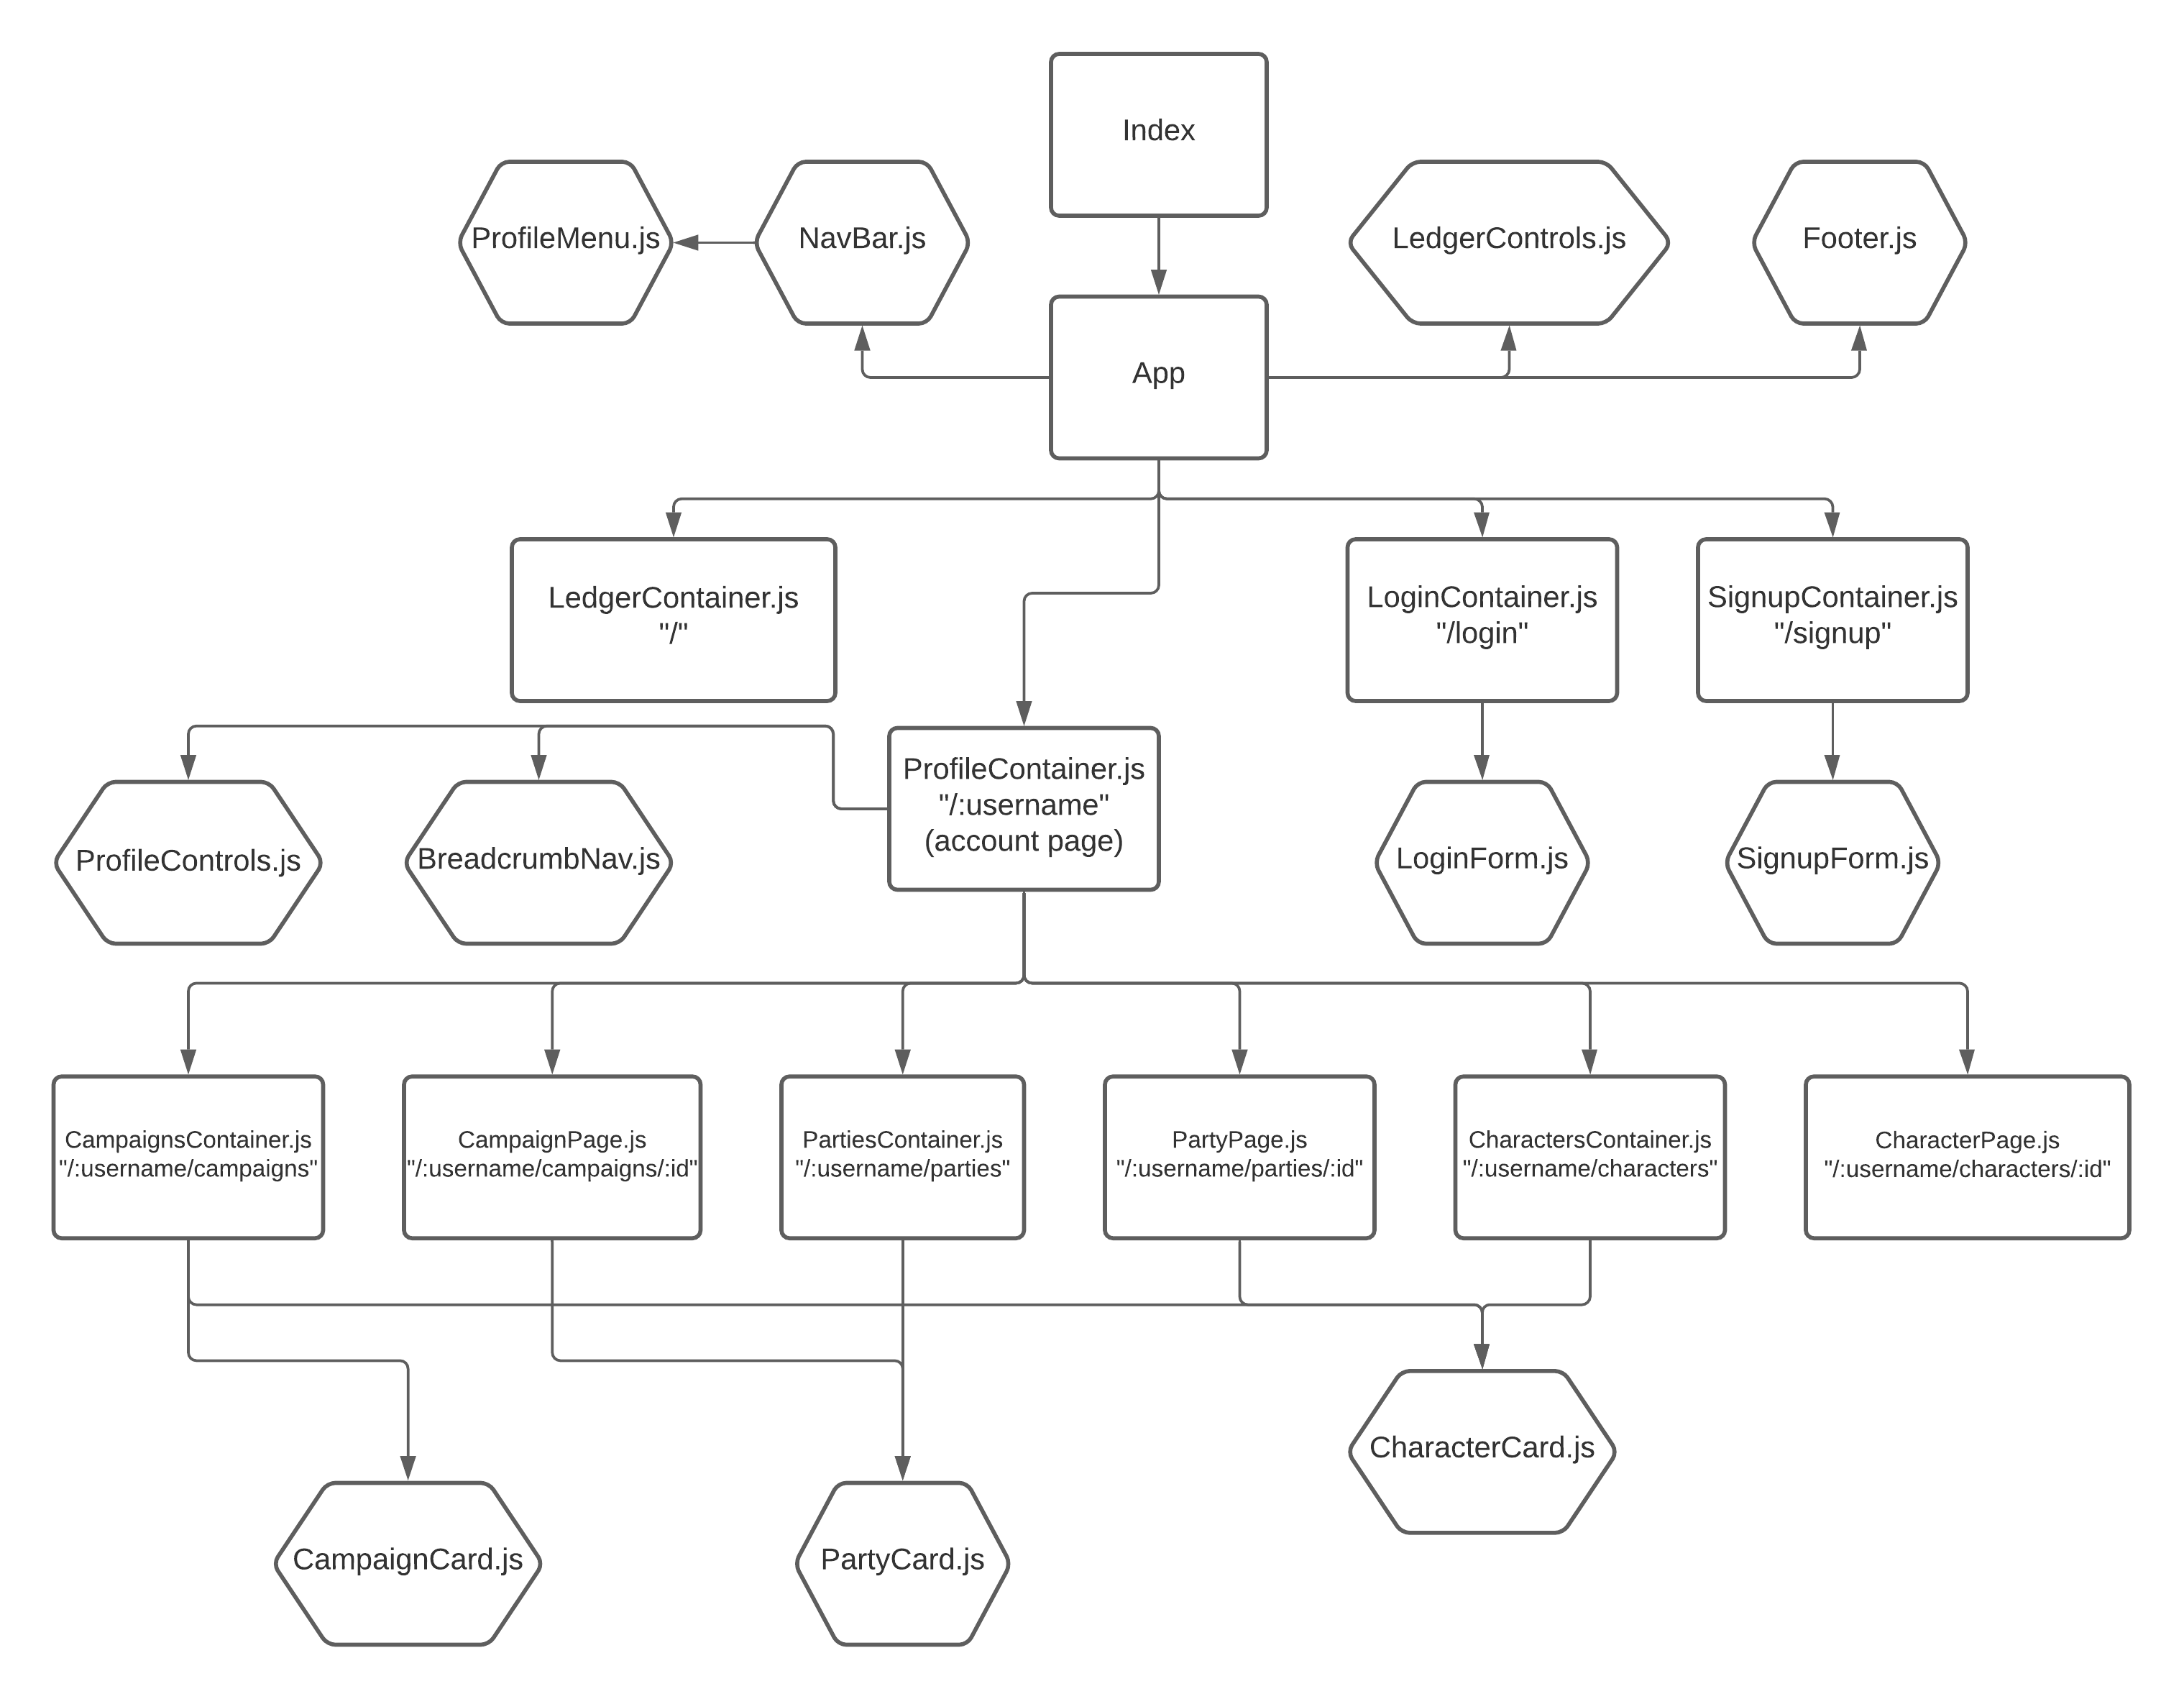 Index
ProfileMenu.js
NavBar.js
LedgerControls.js
Footer.js
App
LedgerContainer.js
"/"
LoginContainer.js
"/login"
SignupContainer.js
"/signup"
ProfileContainer.js
"/:username"
(account page)
ProfileControls.js
BreadcrumbNav.js
LoginForm.js
SignupForm.js
CampaignsContainer.js
"/:username/campaigns"
CampaignPage.js
"/:username/campaigns/:id"
PartiesContainer.js
"/:username/parties"
PartyPage.js
"/:username/parties/:id"
CharactersContainer.js
"/:username/characters"
CharacterPage.js
"/:username/characters/:id"
CharacterCard.js
CampaignCard.js
PartyCard.js